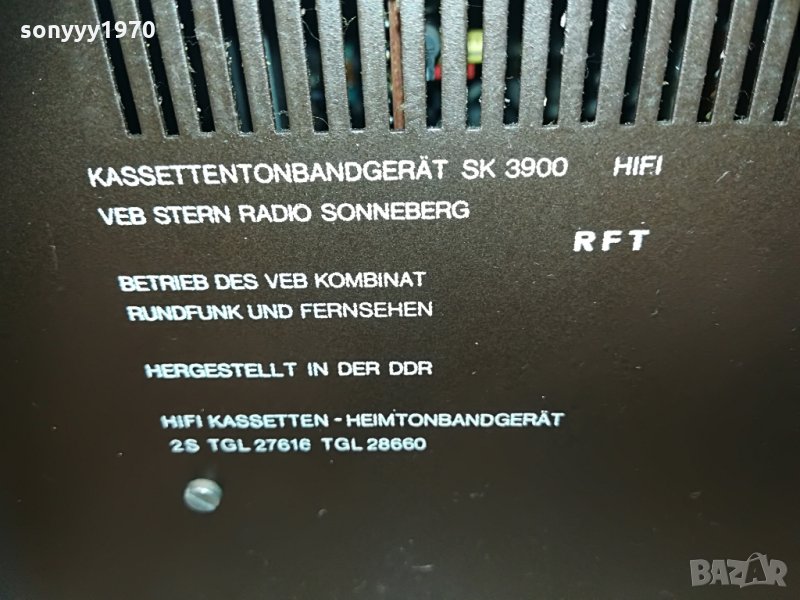 sonyyy1970
KASSETTENTONBANDGERÄT SK 3900 HIFI
VEB STERN RADIO SONNEBERG
RFT
BETRIEB DES VEB KOMBINAT
RUNDFUNK UND FERNSEHEN
HERGESTELLT IN DER DDR
HIFI KASSETTEN - HEIMTONBANDGERÄT
2S TGL 27616 TGL 28660
BAZAR